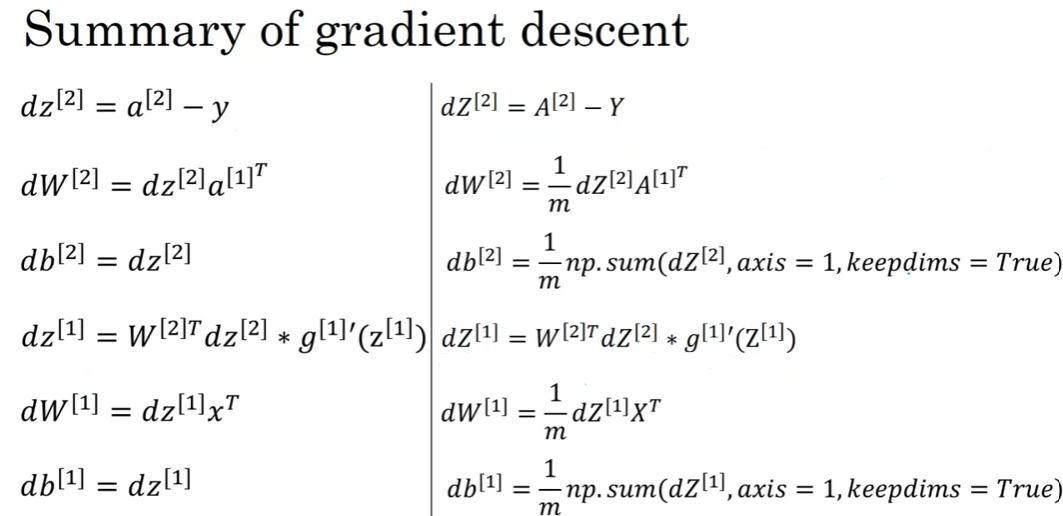 Summary of gradient descent
dz^{[2]} = a^{[2]} − y
dW^{[2]} = dz^{[2]}a^{[1]^T}
db^{[2]} = dz^{[2]}
dz^{[1]} = W^{[2]T}dz^{[2]} * g^{[1]}′(z^{[1]})
dW^{[1]} = dz^{[1]}x^T
db^{[1]} = dz^{[1]}
dZ^{[2]} = A^{[2]} − Y
dW^{[2]} = \frac{1}{m}dZ^{[2]}A^{[1]^T}
db^{[2]} = \frac{1}{m}np.sum(dZ^{[2]}, axis = 1, keepdims = True)
dZ^{[1]} = W^{[2]T}dZ^{[2]} * g^{[1]}′(Z^{[1]})
dW^{[1]} = \frac{1}{m}dZ^{[1]}X^T
db^{[1]} = \frac{1}{m}np.sum(dZ^{[1]}, axis = 1, keepdims = True)